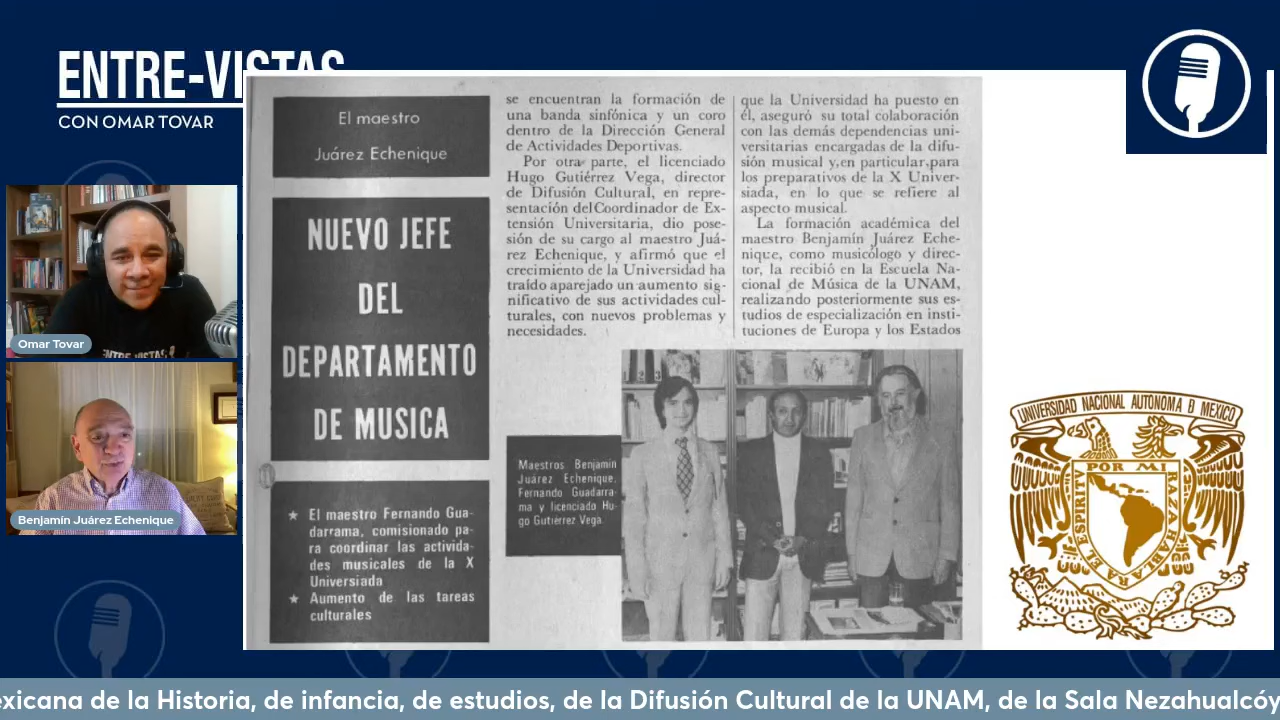 ENTRE-VISTAS
CON OMAR TOVAR
Omar Tovar
Benjamín Juárez Echenique
El maestro
Juárez Echenique
NUEVO JEFE
DEL
DEPARTAMENTO
DE MUSICA
★ El maestro Fernando Gua-
darrama, comisionado pa-
ra coordinar las activida-
des musicales de la X
Universiada
★ Aumento de las tareas
culturales
se encuentran la formación de
una banda sinfónica y un coro
dentro de la Dirección General
de Actividades Deportivas.
Por otra parte, el licenciado
Hugo Gutiérrez Vega, director
de Difusión Cultural, en repre-
sentación del Coordinador de Ex-
tensión Universitaria, dio pose-
sión de su cargo al maestro Juá-
rez Echenique, y afirmó que el
crecimiento de la Universidad ha
traído aparejado un aumento sig-
nificativo de sus actividades cul-
turales, con nuevos problemas y
necesidades.
que la Universidad ha puesto en
él, aseguró su total colaboración
con las demás dependencias uni-
versitarias encargadas de la difu-
sión musical y,en particular,para
los preparativos de la X Univer-
siada, en lo que se refiere al
aspecto musical.
La formación académica del
maestro Benjamín Juárez Eche-
nique, como musicólogo y direc-
tor, la recibió en la Escuela Na-
cional de Música de la UNAM,
realizando posteriormente sus es-
tudios de especialización en insti-
tuciones de Europa y los Estados
Maestros Benjamín
Juárez Echenique,
Fernando Guadarra-
ma y licenciado Hu-
go Gutiérrez Vega.
UNIVERSIDAD NACIONAL AUTONOMA D MEXICO
POR MI RAZA HABLARA EL ESPIRITV
exicana de la Historia, de infancia, de estudios, de la Difusión Cultural de la UNAM, de la Sala Nezahualcóy